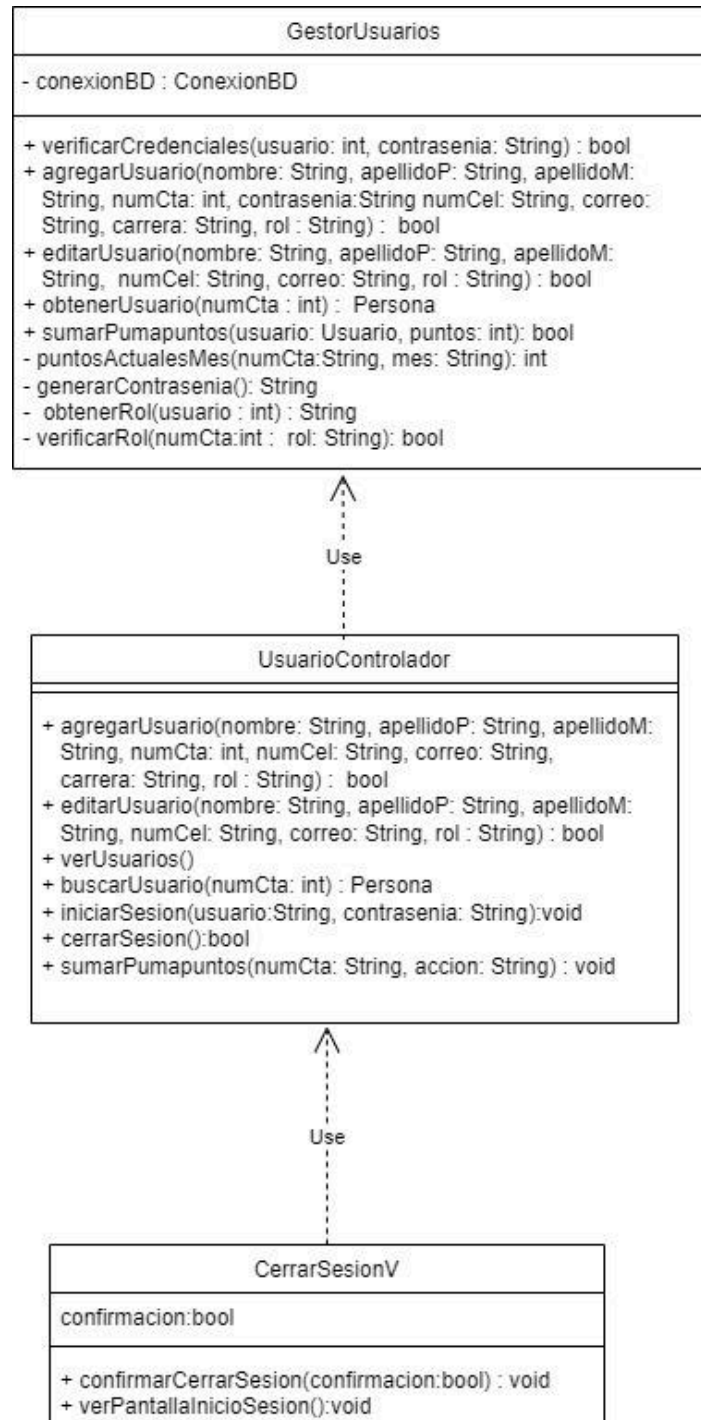 GestorUsuarios
- conexionBD : ConexionBD
+ verificarCredenciales(usuario: int, contrasenia: String) : bool
+ agregarUsuario(nombre: String, apellidoP: String, apellidoM:
String, numCta: int, contrasenia:String numCel: String, correo:
String, carrera: String, rol : String) :  bool
+ editarUsuario(nombre: String, apellidoP: String, apellidoM:
String,  numCel: String, correo: String, rol : String) : bool
+ obtenerUsuario(numCta : int) :  Persona
+ sumarPumapuntos(usuario: Usuario, puntos: int): bool
- puntosActualesMes(numCta:String, mes: String): int
- generarContrasenia(): String
-  obtenerRol(usuario : int) : String
- verificarRol(numCta:int :  rol: String): bool
Use
UsuarioControlador
+ agregarUsuario(nombre: String, apellidoP: String, apellidoM:
String, numCta: int, numCel: String, correo: String,
carrera: String, rol : String) :  bool
+ editarUsuario(nombre: String, apellidoP: String, apellidoM:
String, numCel: String, correo: String, rol : String) : bool
+ verUsuarios()
+ buscarUsuario(numCta: int) : Persona
+ iniciarSesion(usuario:String, contrasenia: String):void
+ cerrarSesion():bool
+ sumarPumapuntos(numCta: String, accion: String) : void
Use
CerrarSesionV
confirmacion:bool
+ confirmarCerrarSesion(confirmacion:bool) : void
+ verPantallaInicioSesion():void